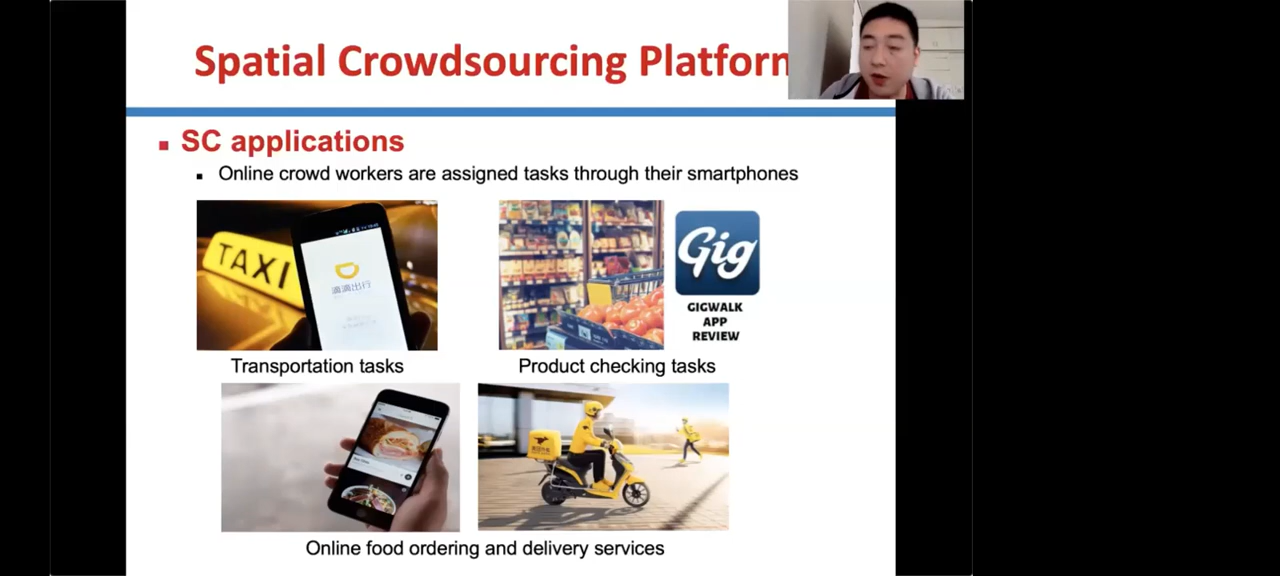 Spatial Crowdsourcing Platform
SC applications
Online crowd workers are assigned tasks through their smartphones
TAXI
滴滴出行
Gig
GIGWALK
APP
REVIEW
Transportation tasks
Product checking tasks
Online food ordering and delivery services